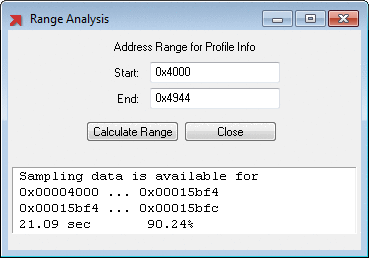 Range Analysis
Address Range for Profile Info
Start: 0x4000
End: 0x4944
Calculate Range Close
Sampling data is available for
0x00004000 ... 0x00015bf4
0x00015bf4 ... 0x00015bfc
21.09 sec 90.24%